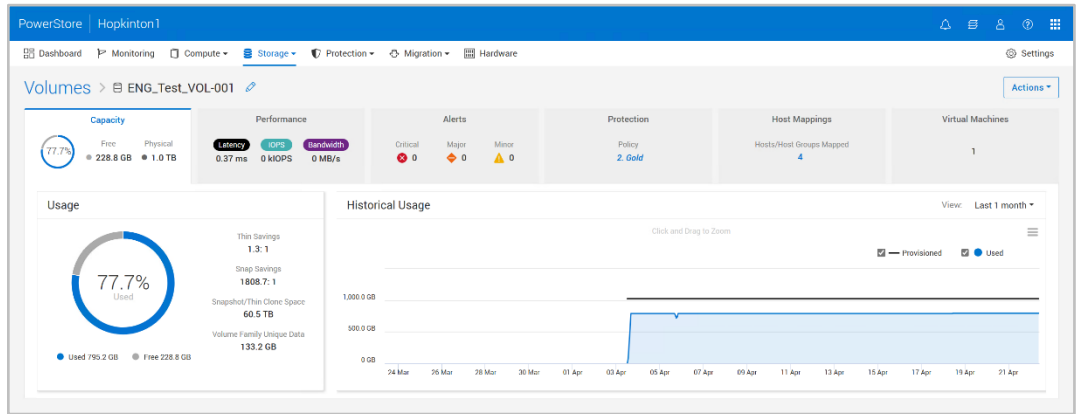 PowerStore | Hopkinton1
Dashboard Monitoring Compute Storage Protection Migration Hardware Settings
Volumes > ENG_Test_VOL-001 Actions
Capacity Performance Alerts Protection Host Mappings Virtual Machines
77.7% Free Physical Latency IOPS Bandwidth Critical Major Minor Policy Hosts/Host Groups Mapped 1
228.8 GB 1.0 TB 0.37 ms 0 kIOPS 0 MB/s 0 0 0 2. Gold 4
Usage
77.7%
Used
Used 795.2 GB Free 228.8 GB
Thin Savings
1.3: 1
Snap Savings
1808.7: 1
Snapshot/Thin Clone Space
60.5 TB
Volume Family Unique Data
133.2 GB
Historical Usage View: Last 1 month
Click and Drag to Zoom
Provisioned Used
1,000.0 GB
500.0 GB
0 GB
24 Mar 26 Mar 28 Mar 30 Mar 01 Apr 03 Apr 05 Apr 07 Apr 09 Apr 11 Apr 13 Apr 15 Apr 17 Apr 19 Apr 21 Apr